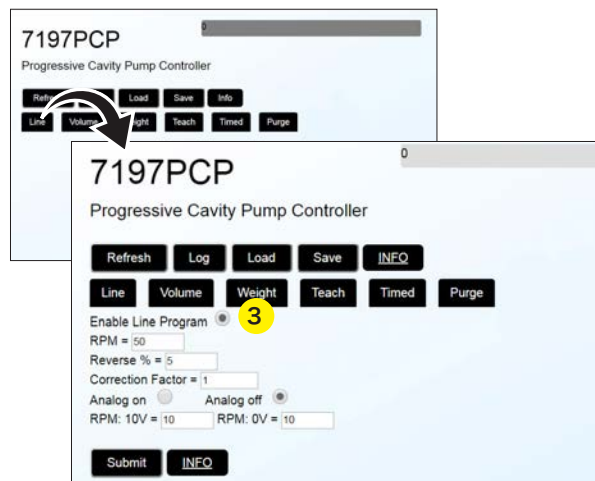 0
7197PCP
Progressive Cavity Pump Controller
Load Save Info
Line Teach Timed Purge
0
7197PCP
Progressive Cavity Pump Controller
Refresh Log Load Save INFO
Line Volume Weight Teach Timed Purge
Enable Line Program 3
RPM = 50
Reverse % = 5
Correction Factor = 1
Analog on Analog off
RPM: 10V = 10 RPM: 0V = 10
Submit INFO